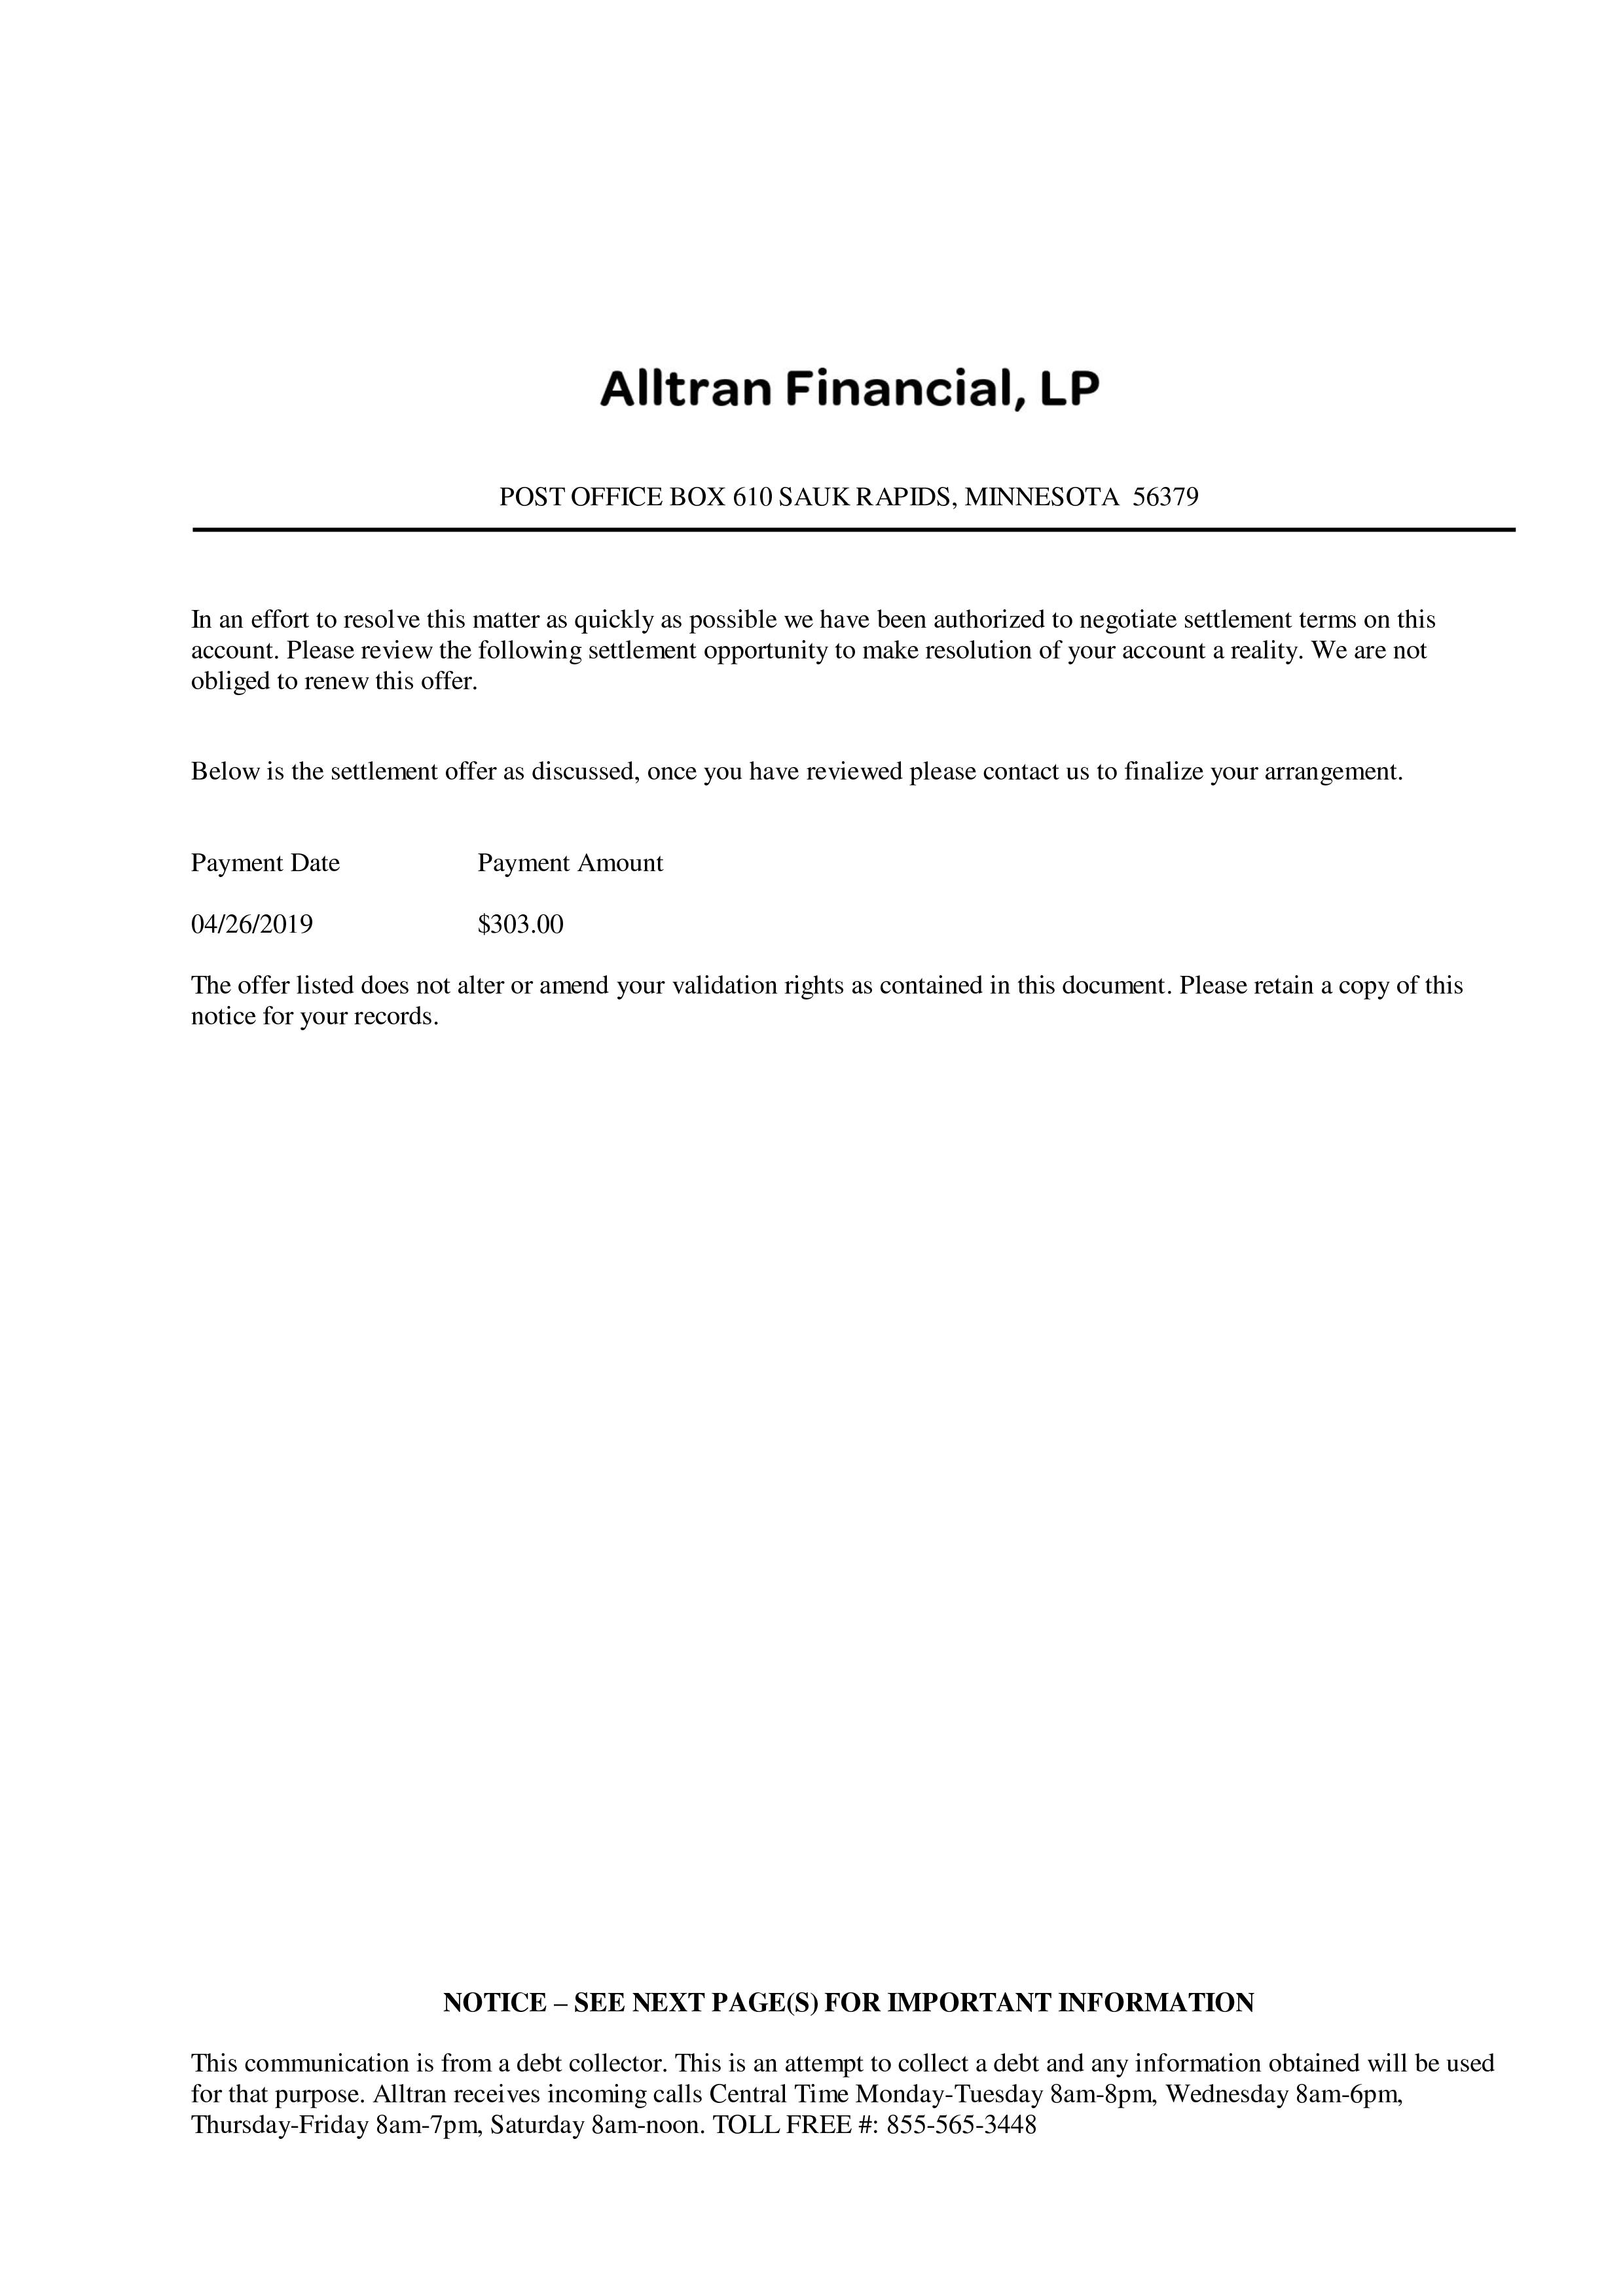 Alltran Financial, LP
POST OFFICE BOX 610 SAUK RAPIDS, MINNESOTA  56379
In an effort to resolve this matter as quickly as possible we have been authorized to negotiate settlement terms on this
account. Please review the following settlement opportunity to make resolution of your account a reality. We are not
obliged to renew this offer.
Below is the settlement offer as discussed, once you have reviewed please contact us to finalize your arrangement.
Payment Date Payment Amount
04/26/2019 $303.00
The offer listed does not alter or amend your validation rights as contained in this document. Please retain a copy of this
notice for your records.
NOTICE – SEE NEXT PAGE(S) FOR IMPORTANT INFORMATION
This communication is from a debt collector. This is an attempt to collect a debt and any information obtained will be used
for that purpose. Alltran receives incoming calls Central Time Monday-Tuesday 8am-8pm, Wednesday 8am-6pm,
Thursday-Friday 8am-7pm, Saturday 8am-noon. TOLL FREE #: 855-565-3448